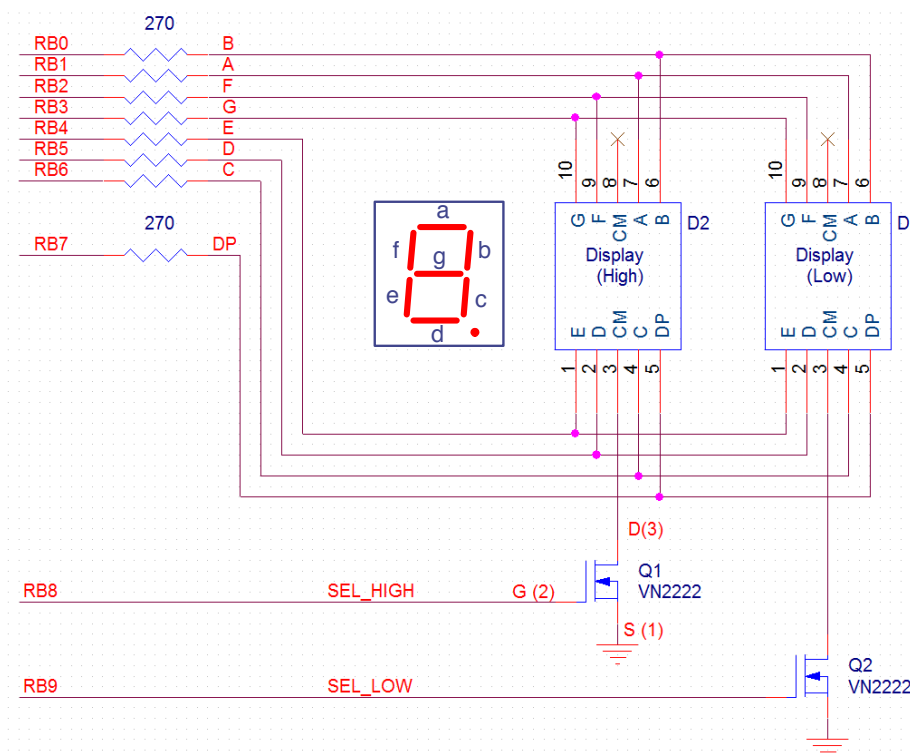 270
RB0 B
RB1 A
RB2 F
RB3 G
RB4 E
RB5 D
RB6 C
270
RB7 DP
a
f b
g
e c
d
10 9 8 7 6
G F CM A B
D2
Display
(High)
E D CM C DP
1 2 3 4 5
10 9 8 7 6
G F CM A B
D
Display
(Low)
E D CM C DP
1 2 3 4 5
D(3)
Q1
VN2222
RB8 SEL_HIGH G (2)
S (1)
Q2
VN2222
RB9 SEL_LOW